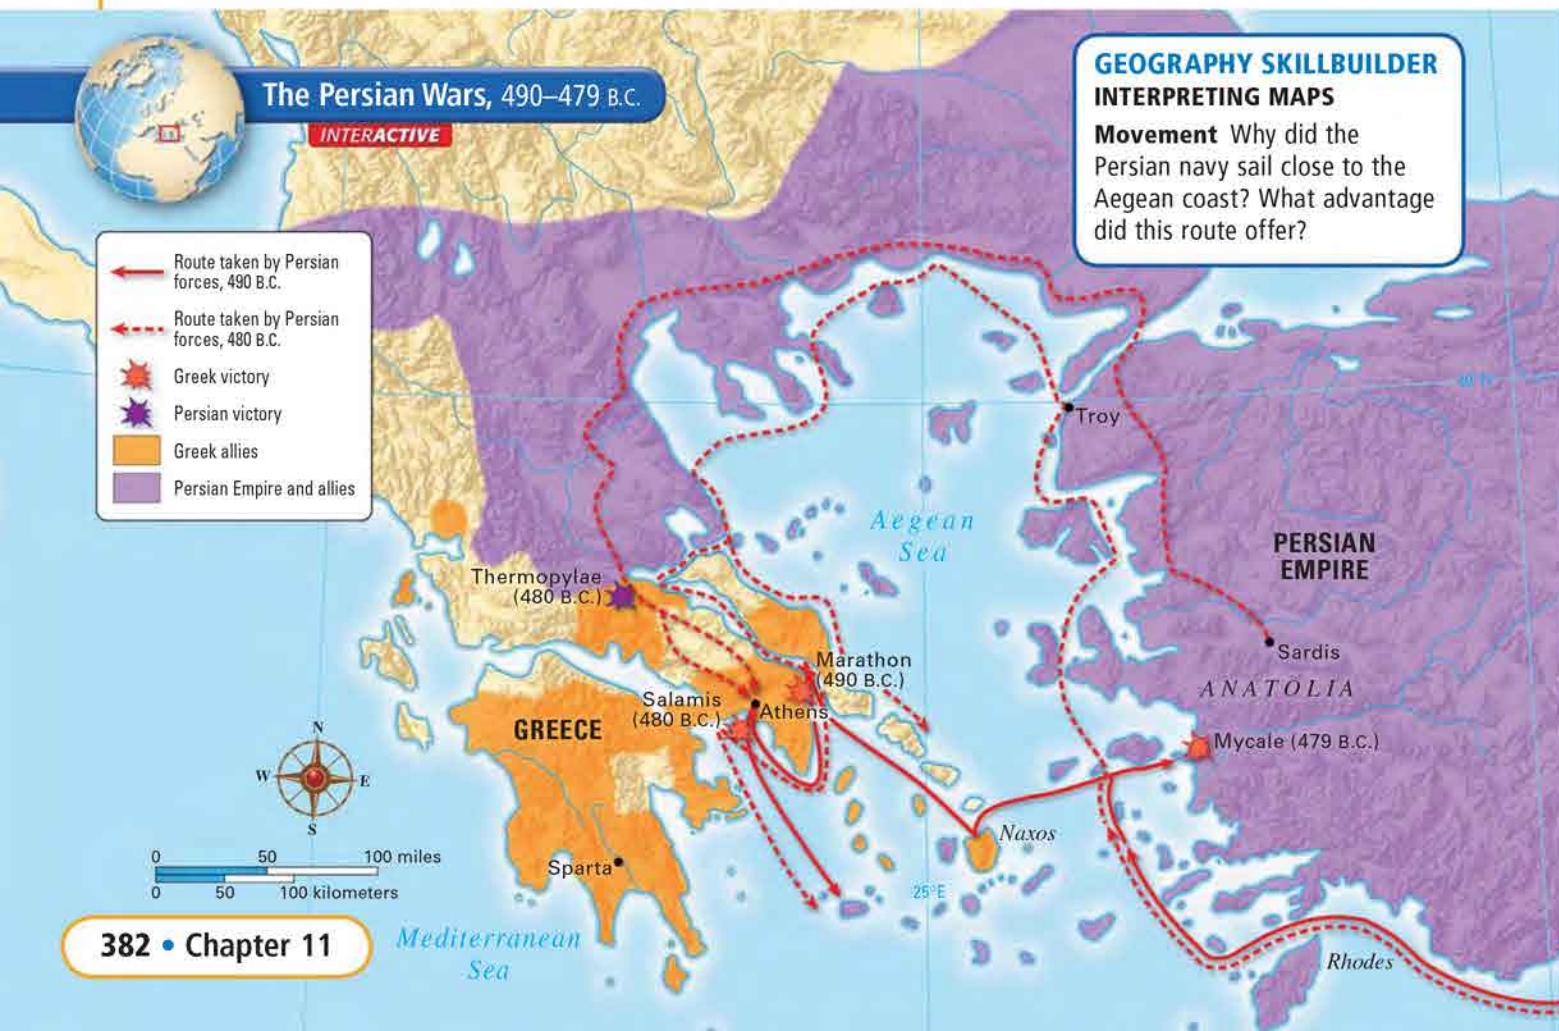 The Persian Wars, 490–479 B.C.
INTERACTIVE
GEOGRAPHY SKILLBUILDER
INTERPRETING MAPS
Movement Why did the
Persian navy sail close to the
Aegean coast? What advantage
did this route offer?
Route taken by Persian
forces, 490 B.C.
Route taken by Persian
forces, 480 B.C.
Greek victory
Persian victory
Greek allies
Persian Empire and allies
40°N
Troy
Aegean
Sea
PERSIAN
EMPIRE
Thermopylae
(480 B.C.)
Sardis
ANATOLIA
Marathon
(490 B.C.)
Salamis
(480 B.C.)
Athens
GREECE
Mycale (479 B.C.)
N
W
E
S
Naxos
Sparta
25°E
0 50 100 miles
0 50 100 kilometers
Rhodes
Mediterranean
Sea
382 • Chapter 11